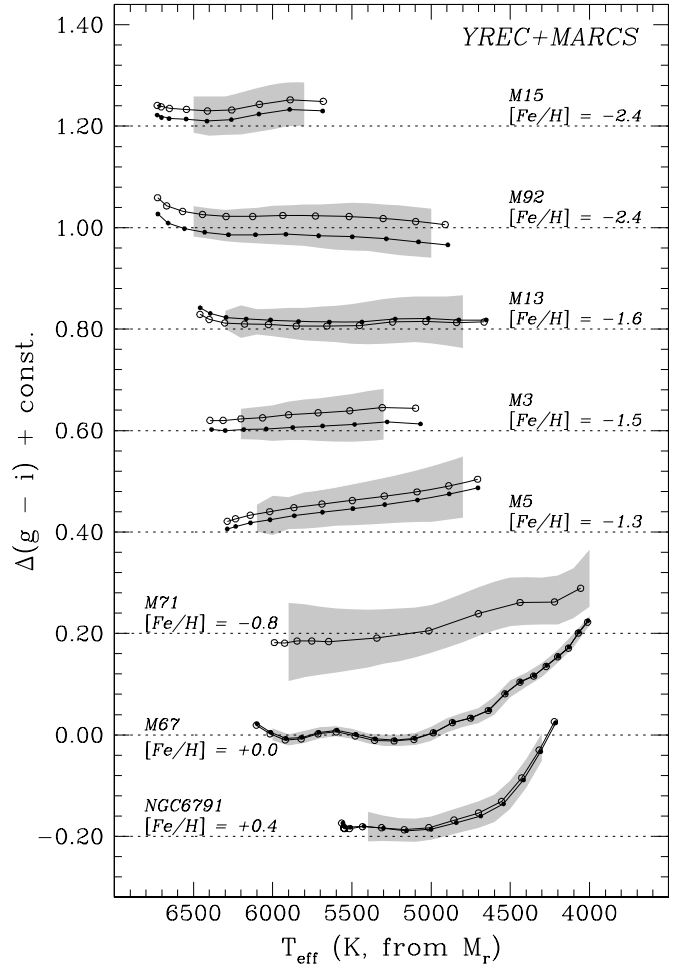 YREC+MARCS
1.40
M15
[Fe/H] = −2.4
1.20
M92
[Fe/H] = −2.4
1.00
M13
[Fe/H] = −1.6
0.80
M3
[Fe/H] = −1.5
0.60
M5
[Fe/H] = −1.3
0.40
M71
[Fe/H] = −0.8
0.20
M67
[Fe/H] = +0.0
0.00
NGC6791
[Fe/H] = +0.4
−0.20
Δ(g − i) + const.
6500 6000 5500 5000 4500 4000
T_eff (K, from M_r)